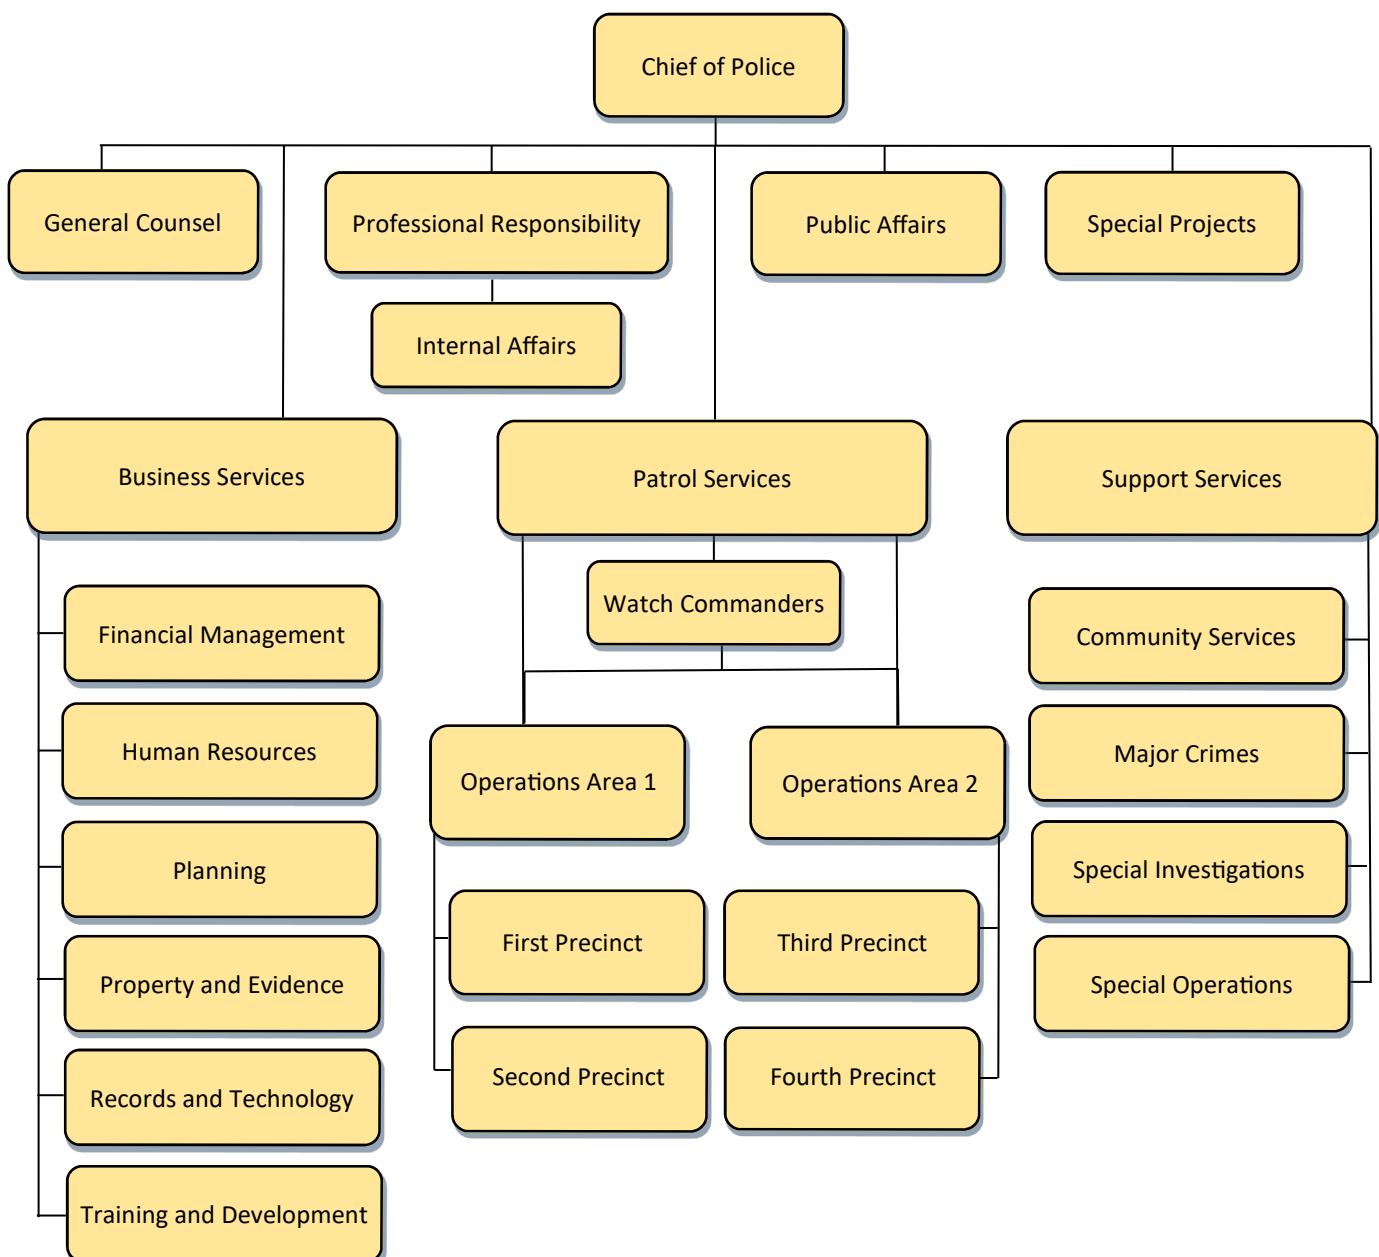 Chief of Police
General Counsel
Professional Responsibility
Public Affairs
Special Projects
Internal Affairs
Business Services
Patrol Services
Support Services
Watch Commanders
Financial Management
Human Resources
Planning
Property and Evidence
Records and Technology
Training and Development
Operations Area 1
Operations Area 2
First Precinct
Second Precinct
Third Precinct
Fourth Precinct
Community Services
Major Crimes
Special Investigations
Special Operations